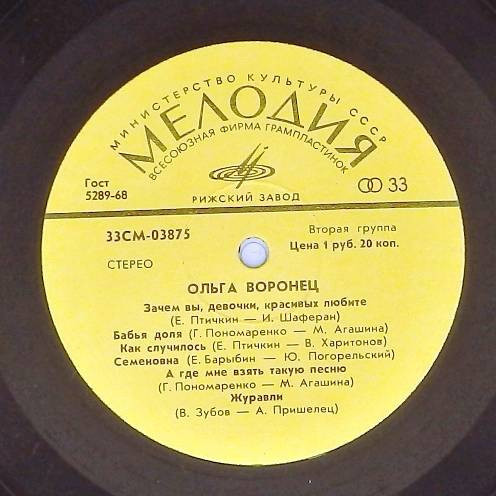 МИНИСТЕРСТВО КУЛЬТУРЫ СССР
МЕЛОДИЯ
ВСЕСОЮЗНАЯ ФИРМА ГРАМПЛАСТИНОК
Гост
5289-68
РИЖСКИЙ ЗАВОД
33
33СМ-03875
СТЕРЕО
Вторая группа
Цена 1 руб. 20 коп.
ОЛЬГА ВОРОНЕЦ
Зачем вы, девочки, красивых любите
(Е. Птичкин — И. Шаферан)
Бабья доля (Г. Пономаренко — М. Агашина)
Как случилось (Е. Птичкин — В. Харитонов)
Семеновна (Е. Барыбин — Ю. Погорельский)
А где мне взять такую песню
(Г. Пономаренко — М. Агашина)
Журавли
(В. Зубов — А. Пришелец)